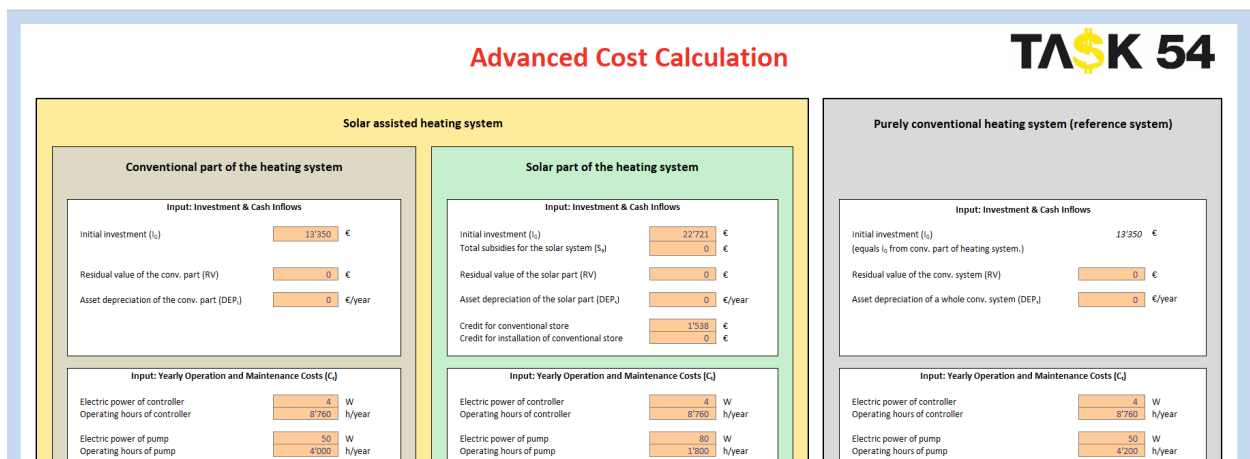 Advanced Cost Calculation
TA$K 54
Solar assisted heating system
Conventional part of the heating system
Input: Investment & Cash Inflows
Initial investment (I₀) 13'350 €
Residual value of the conv. part (RV) 0 €
Asset depreciation of the conv. part (DEPₜ) 0 €/year
Input: Yearly Operation and Maintenance Costs (Cₜ)
Electric power of controller 4 W
Operating hours of controller 8'760 h/year
Electric power of pump 50 W
Operating hours of pump 4'000 h/year
Solar part of the heating system
Input: Investment & Cash Inflows
Initial investment (I₀) 22'721 €
Total subsidies for the solar system (S₀) 0 €
Residual value of the solar part (RV) 0 €
Asset depreciation of the solar part (DEPₜ) 0 €/year
Credit for conventional store 1'538 €
Credit for installation of conventional store 0 €
Input: Yearly Operation and Maintenance Costs (Cₜ)
Electric power of controller 4 W
Operating hours of controller 8'760 h/year
Electric power of pump 80 W
Operating hours of pump 1'800 h/year
Purely conventional heating system (reference system)
Input: Investment & Cash Inflows
Initial investment (I₀) 13'350 €
(equals I₀ from conv. part of heating system.)
Residual value of the conv. system (RV) 0 €
Asset depreciation of a whole conv. system (DEPₜ) 0 €/year
Input: Yearly Operation and Maintenance Costs (Cₜ)
Electric power of controller 4 W
Operating hours of controller 8'760 h/year
Electric power of pump 50 W
Operating hours of pump 4'200 h/year